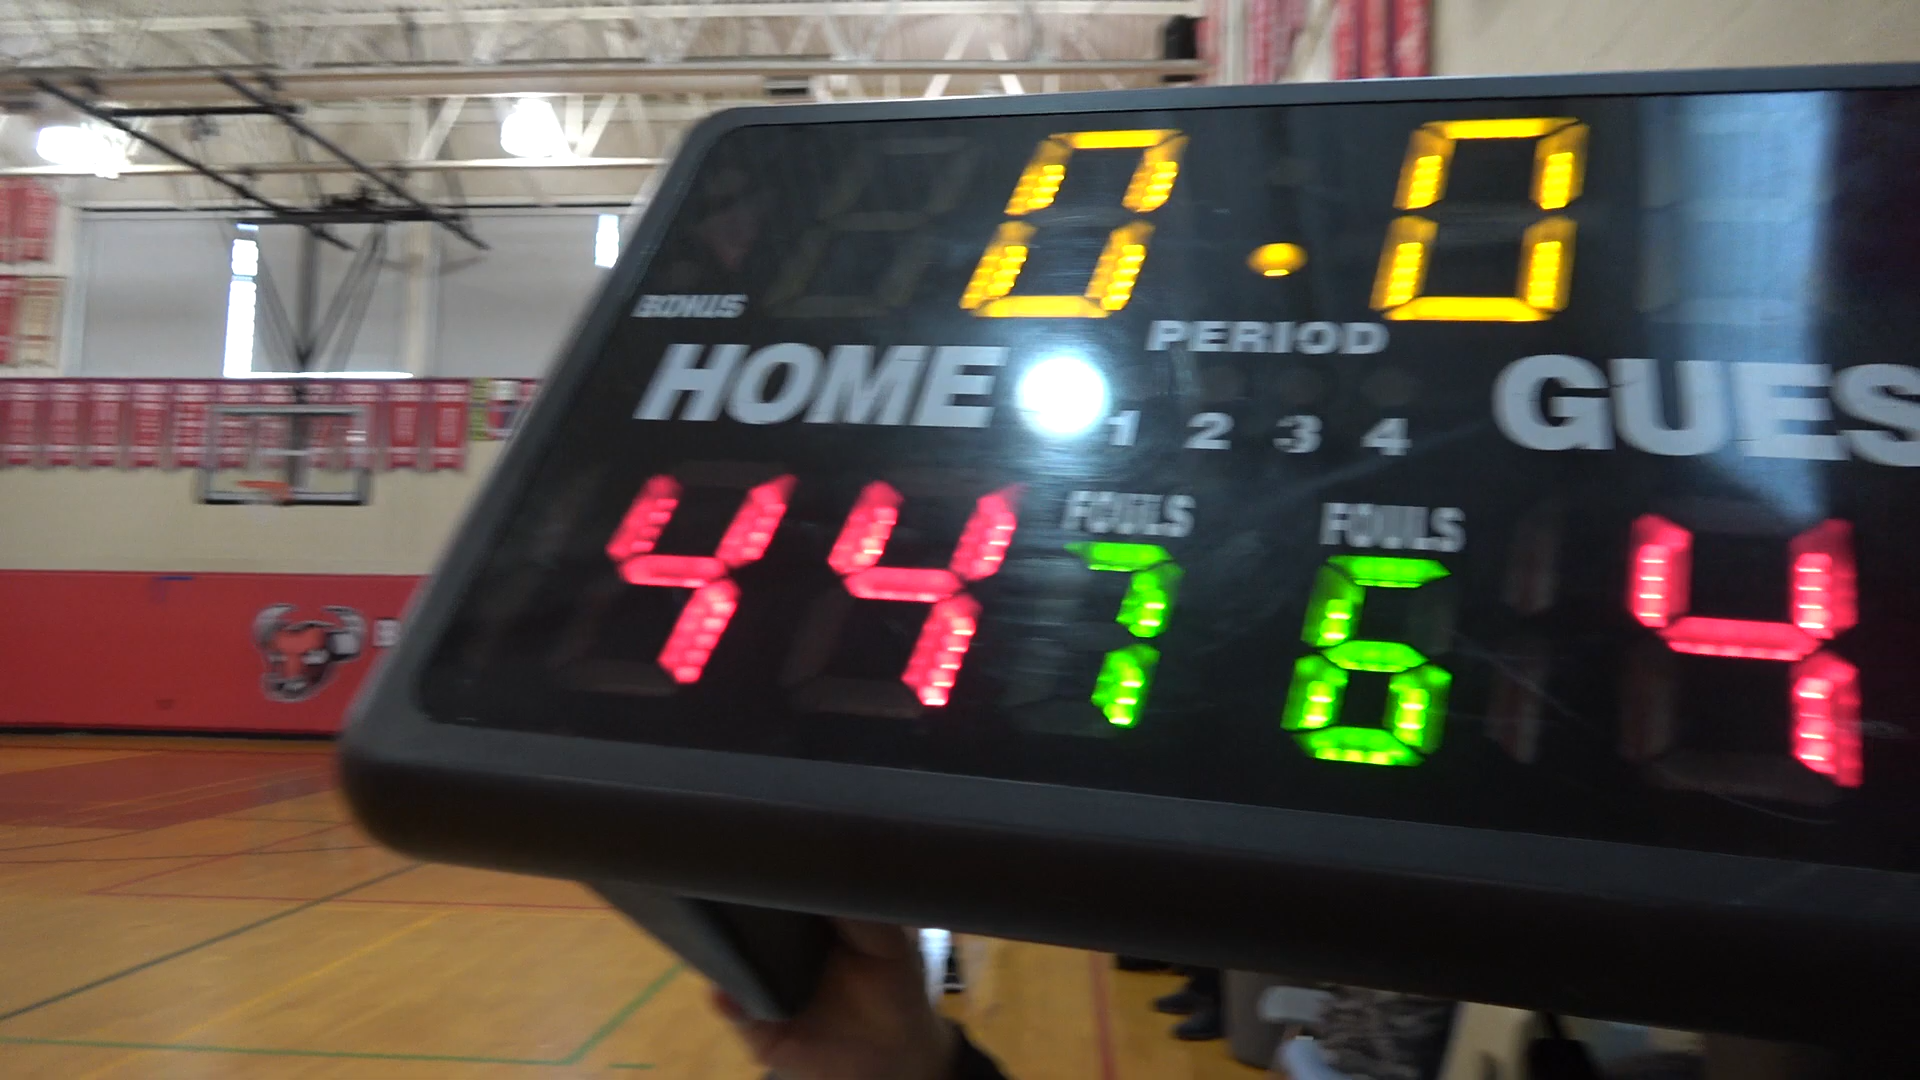 0.0
BONUS
PERIOD
HOME
GUES
1 2 3 4
FOULS FOULS
44 7 6 4
B